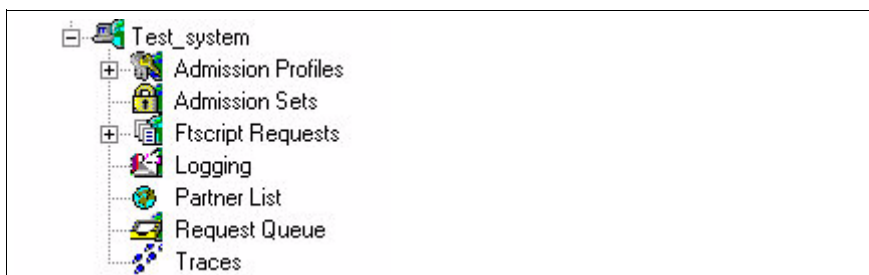 Test_system
Admission Profiles
Admission Sets
Ftscript Requests
Logging
Partner List
Request Queue
Traces